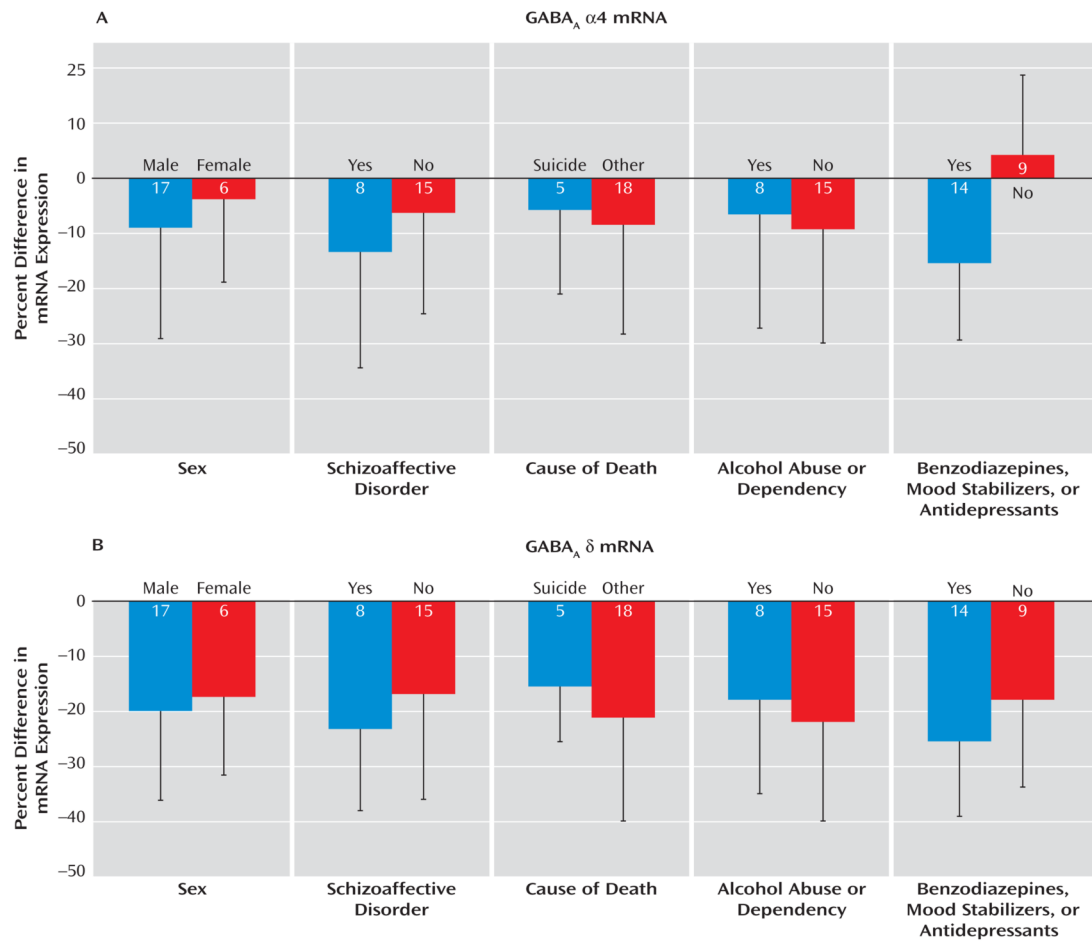 A
GABAA α4 mRNA
Percent Difference in
mRNA Expression
25
10
0
–10
–20
–30
–40
–50
Male Female
17 6
Yes No
8 15
Suicide Other
5 18
Yes No
8 15
Yes
14 9
No
Sex
Schizoaffective
Disorder
Cause of Death
Alcohol Abuse or
Dependency
Benzodiazepines,
Mood Stabilizers, or
Antidepressants
B
GABAA δ mRNA
Percent Difference in
mRNA Expression
0
–10
–20
–30
–40
–50
Male Female
17 6
Yes No
8 15
Suicide Other
5 18
Yes No
8 15
Yes No
14 9
Sex
Schizoaffective
Disorder
Cause of Death
Alcohol Abuse or
Dependency
Benzodiazepines,
Mood Stabilizers, or
Antidepressants